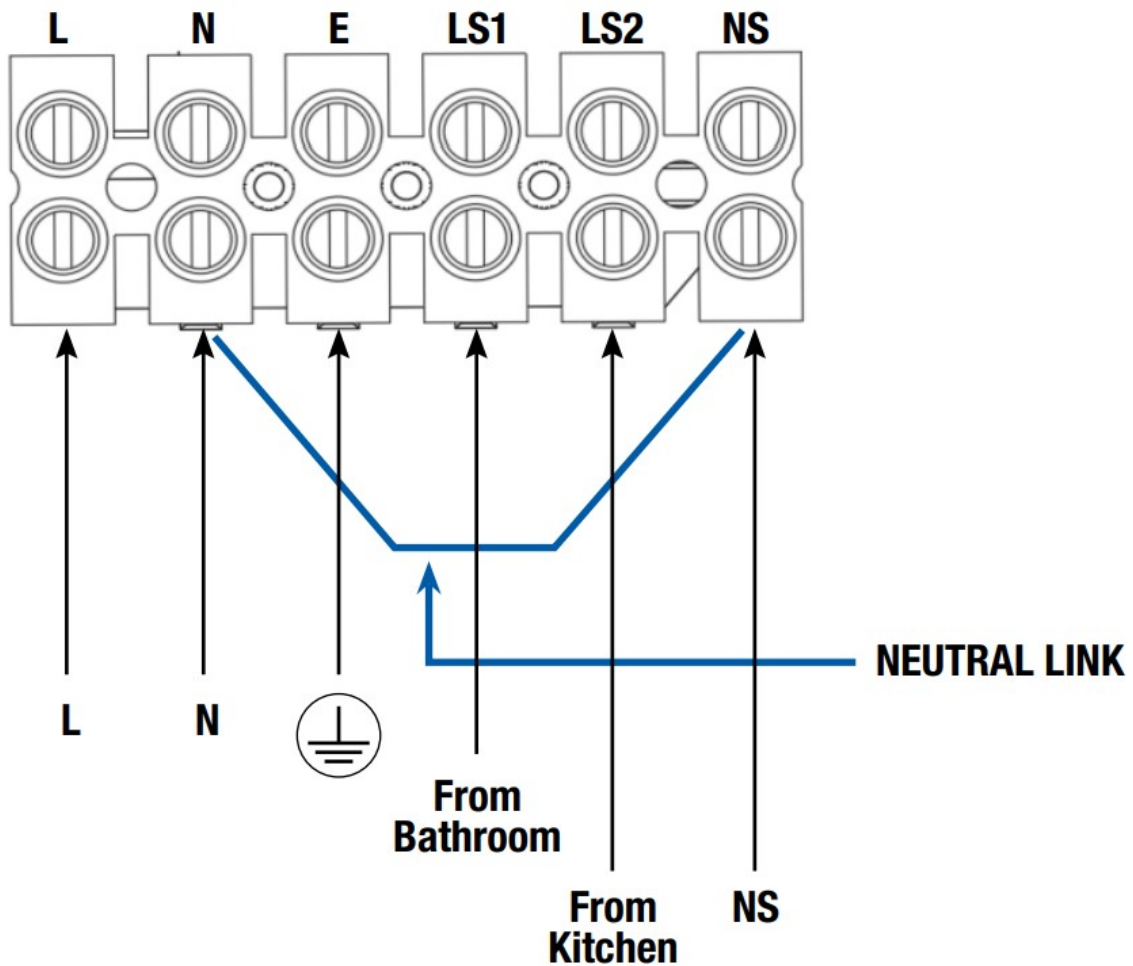 L N E LS1 LS2 NS
NEUTRAL LINK
L N
From
Bathroom
From
Kitchen
NS